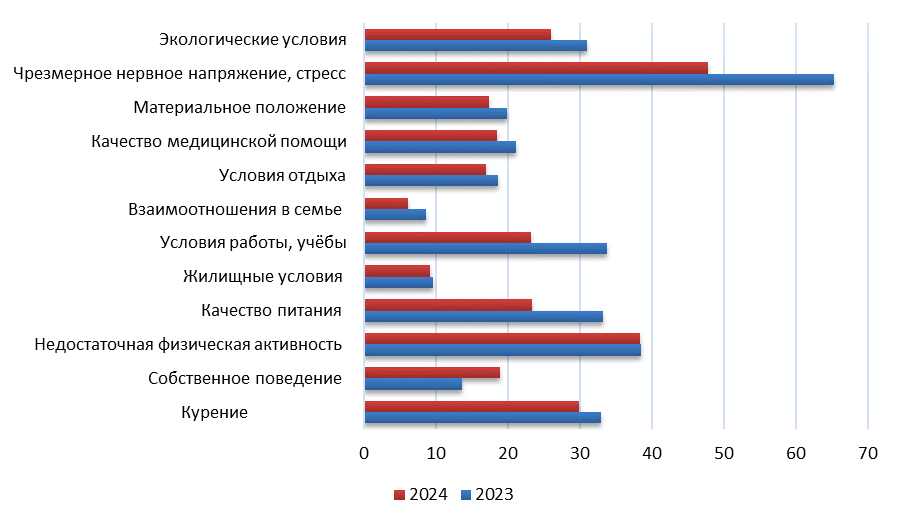 Экологические условия
Чрезмерное нервное напряжение, стресс
Материальное положение
Качество медицинской помощи
Условия отдыха
Взаимоотношения в семье
Условия работы, учёбы
Жилищные условия
Качество питания
Недостаточная физическая активность
Собственное поведение
Курение
0 10 20 30 40 50 60 70
2024 2023